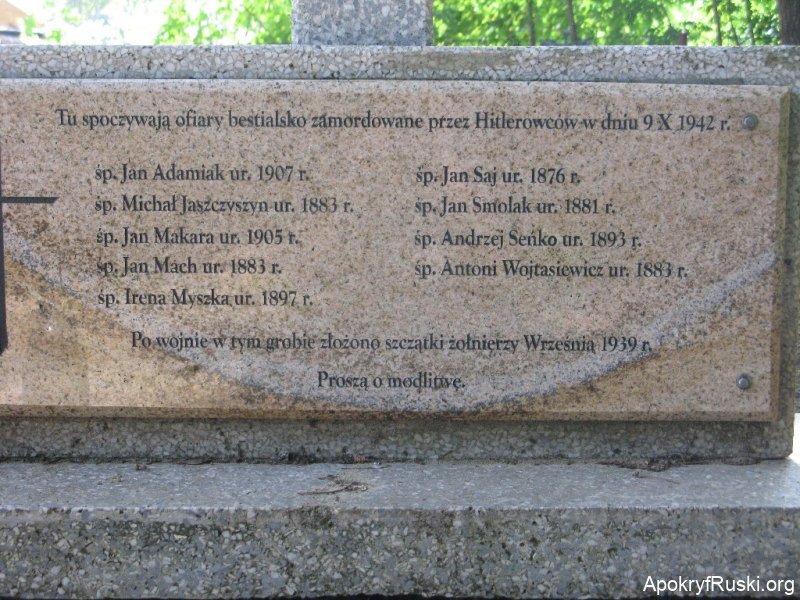 Tu spoczywają ofiary bestialsko zamordowane przez Hitlerowców w dniu 9 X 1942 r.
śp. Jan Adamiak ur. 1907 r.
śp. Michał Jaszczyszyn ur. 1883 r.
śp. Jan Makara ur. 1905 r.
śp. Jan Mach ur. 1883 r.
śp. Irena Myszka ur. 1897 r.
śp. Jan Saj ur. 1876 r.
śp. Jan Smolak ur. 1881 r.
śp. Andrzej Seńko ur. 1893 r.
śp. Antoni Wojtasiewicz ur. 1883 r.
Po wojnie w tym grobie złożono szczątki żołnierzy Września 1939 r.
Proszą o modlitwę.
ApokryfRuski.org